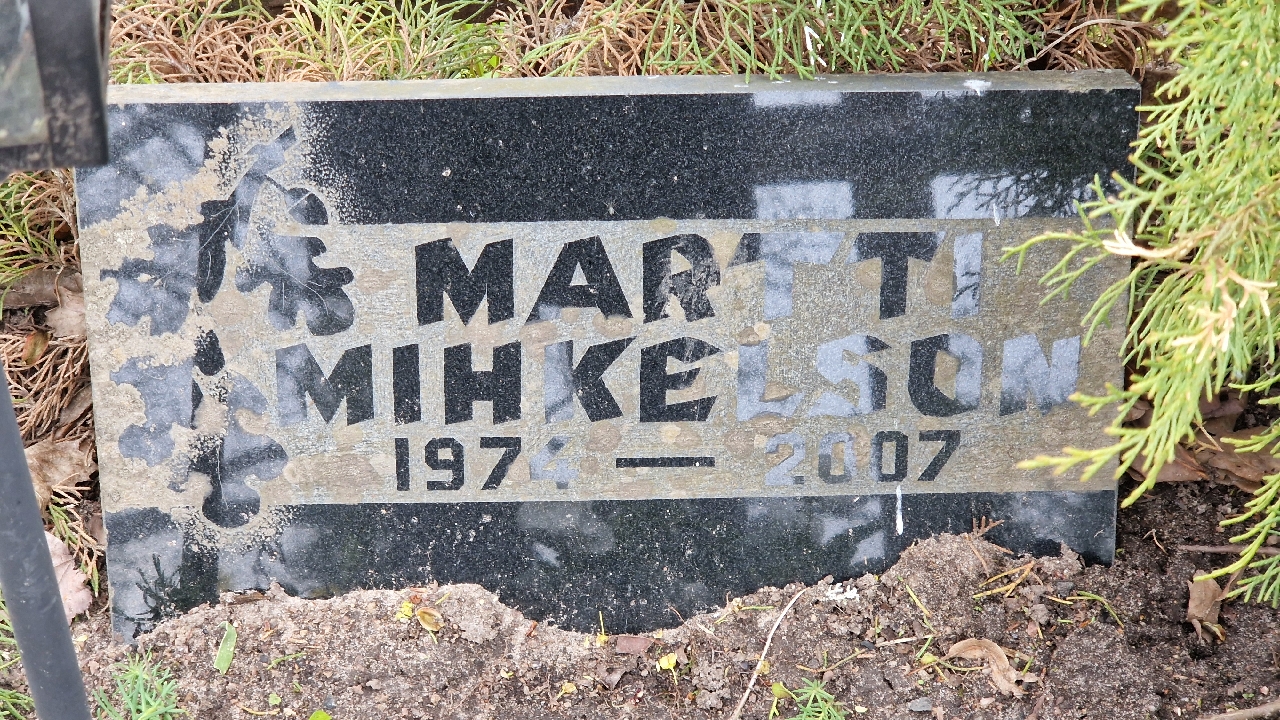 MARTTI
MIHKELSON
1974 — 2007